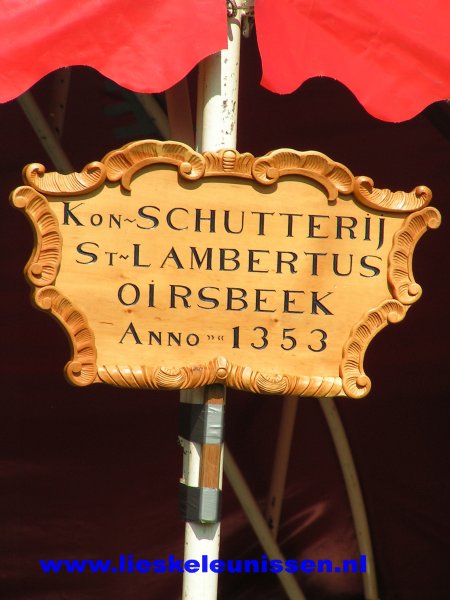 KON~SCHUTTERIJ
ST~LAMBERTUS
OIRSBEEK
ANNO »« 1353
www.lieskeleunissen.nl